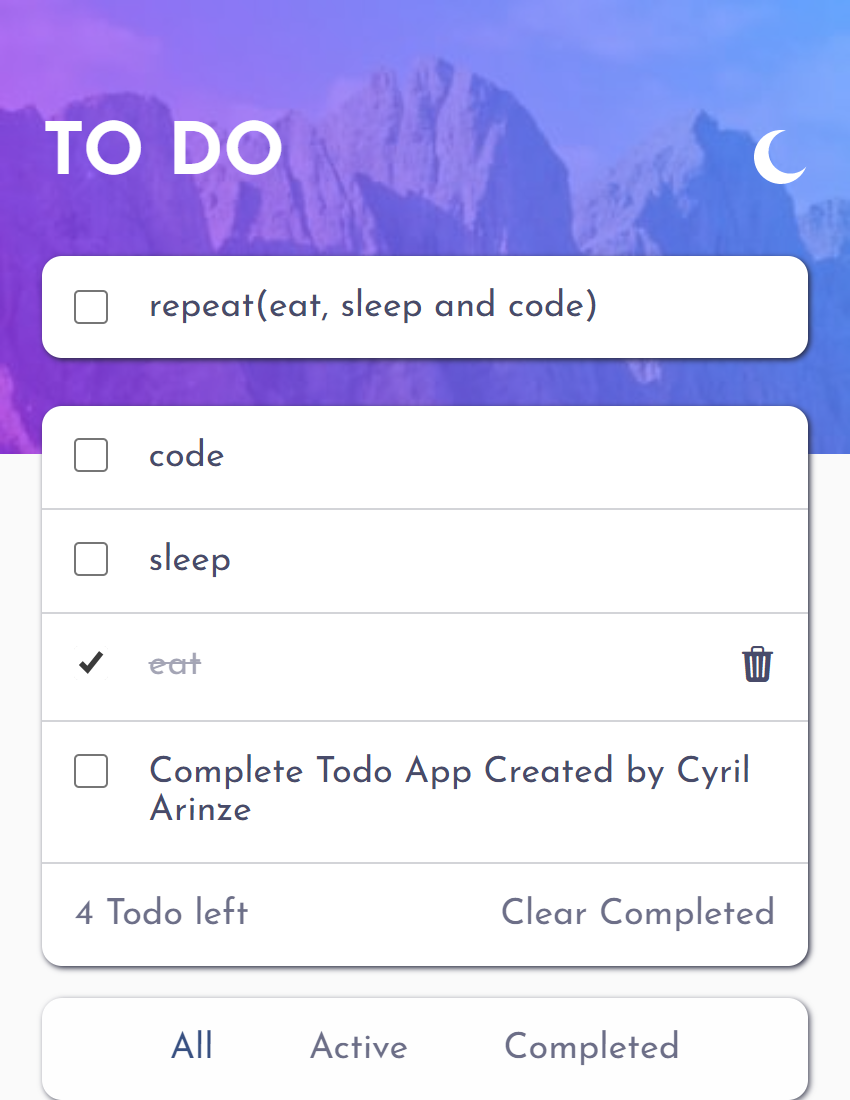 TO DO
repeat(eat, sleep and code)
code
sleep
eat
Complete Todo App Created by Cyril
Arinze
4 Todo left
Clear Completed
All
Active
Completed